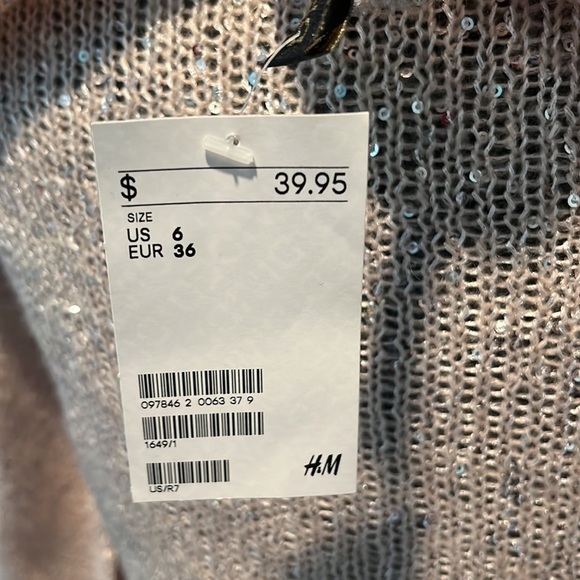 $ 39.95
SIZE
US 6
EUR 36
097846 2 0063 37 9
1649/1
US/R7
H&M